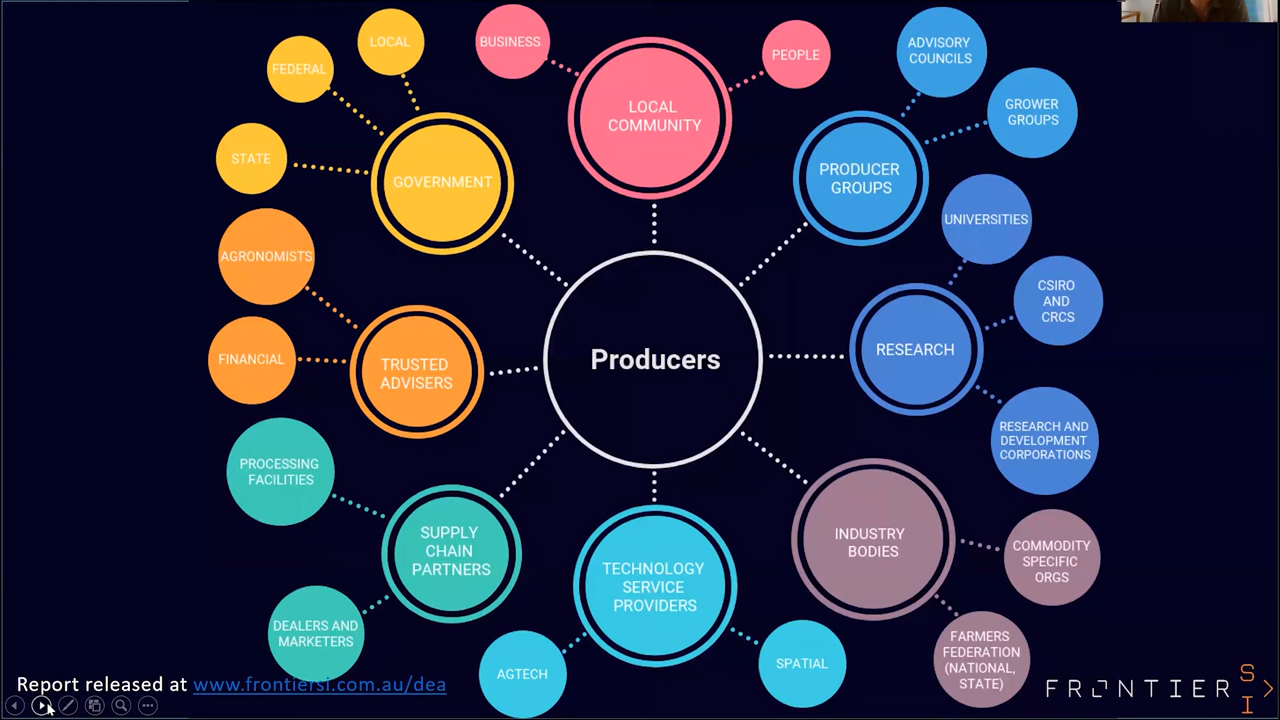 LOCAL
FEDERAL
STATE
GOVERNMENT
BUSINESS
PEOPLE
LOCAL
COMMUNITY
ADVISORY
COUNCILS
GROWER
GROUPS
PRODUCER
GROUPS
UNIVERSITIES
CSIRO
AND
CRCS
RESEARCH AND
DEVELOPMENT
CORPORATIONS
RESEARCH
AGRONOMISTS
FINANCIAL
TRUSTED
ADVISERS
Producers
PROCESSING
FACILITIES
DEALERS AND
MARKETERS
SUPPLY
CHAIN
PARTNERS
TECHNOLOGY
SERVICE
PROVIDERS
AGTECH
SPATIAL
INDUSTRY
BODIES
COMMODITY
SPECIFIC
ORGS
FARMERS
FEDERATION
(NATIONAL,
STATE)
Report released at www.frontiersi.com.au/dea
FRONTIER
SI